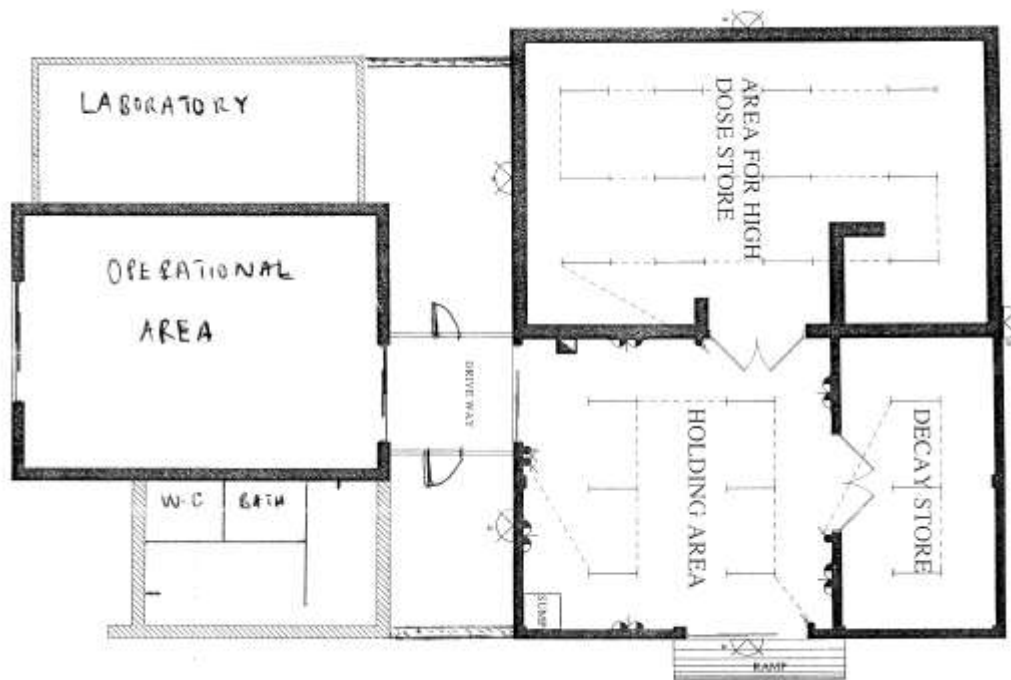 LABORATORY
AREA FOR HIGH
DOSE STORE
OPERATIONAL
AREA
DRIVE WAY
HOLDING AREA
DECAY STORE
W-C
BATH
SUMP
RAMP